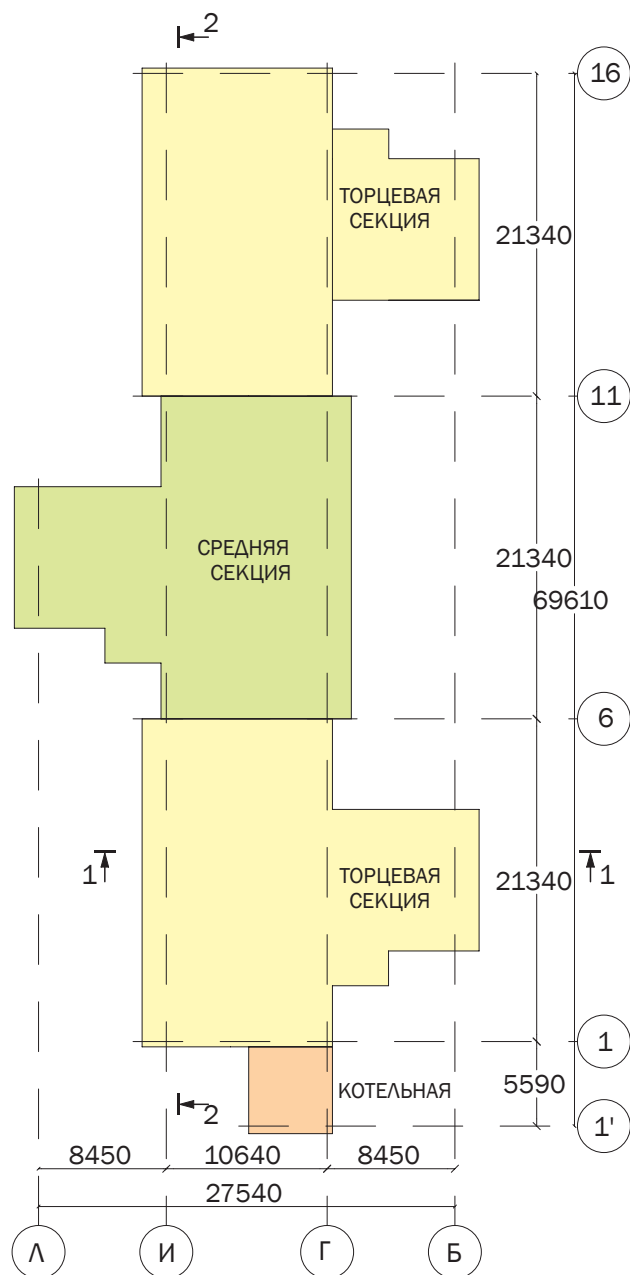 2
16
ТОРЦЕВАЯ
СЕКЦИЯ
21340
11
СРЕДНЯЯ
СЕКЦИЯ
21340
69610
6
1
1
ТОРЦЕВАЯ
СЕКЦИЯ
21340
1
КОТЕЛЬНАЯ
5590
2
1'
8450
10640
8450
27540
Л
И
Г
Б